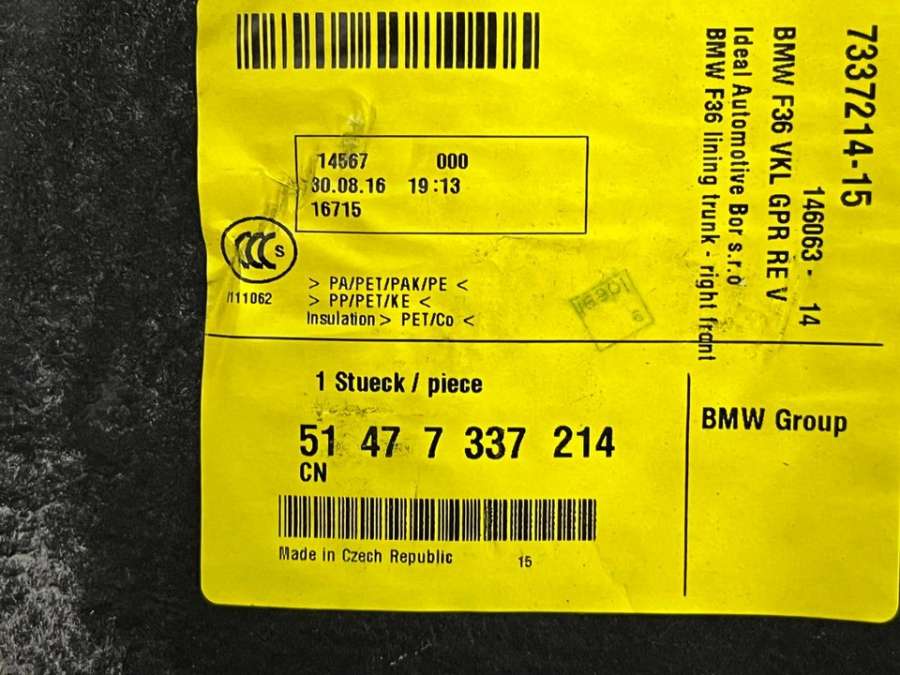 14567 000
30.08.16 19:13
16715
CCC S
> PA/PET/PAK/PE <
> PP/PET/KE <
Insulation > PET/Co <
7337214-15
146063 - 14
BMW F36 VKL GPR RE V
Ideal Automotive Bor s.r.o
BMW F36 lining trunk - right front
1 Stueck / piece
51 47 7 337 214
CN
Made in Czech Republic 15
BMW Group